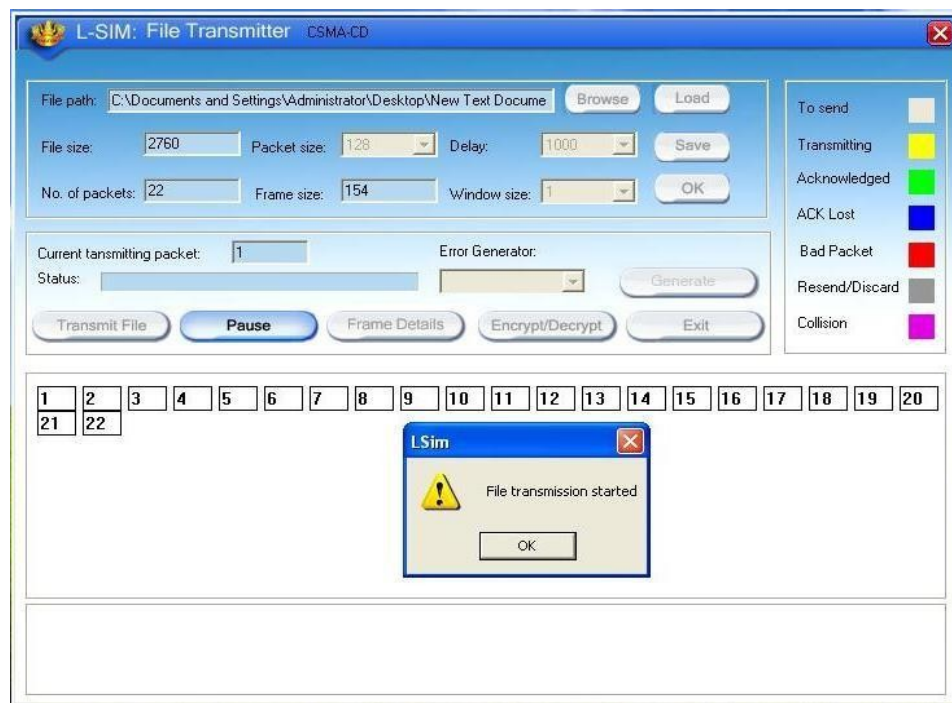 L-SIM: File Transmitter CSMA-CD
File path: C:\Documents and Settings\Administrator\Desktop\New Text Docume Browse Load
File size: 2760 Packet size: 128 Delay: 1000 Save
No. of packets: 22 Frame size: 154 Window size: 1 OK
To send
Transmitting
Acknowledged
ACK Lost
Bad Packet
Resend/Discard
Collision
Current tansmitting packet: 1 Error Generator:
Status: Generate
Transmit File Pause Frame Details Encrypt/Decrypt Exit
1 2 3 4 5 6 7 8 9 10 11 12 13 14 15 16 17 18 19 20
21 22
LSim
File transmission started
OK